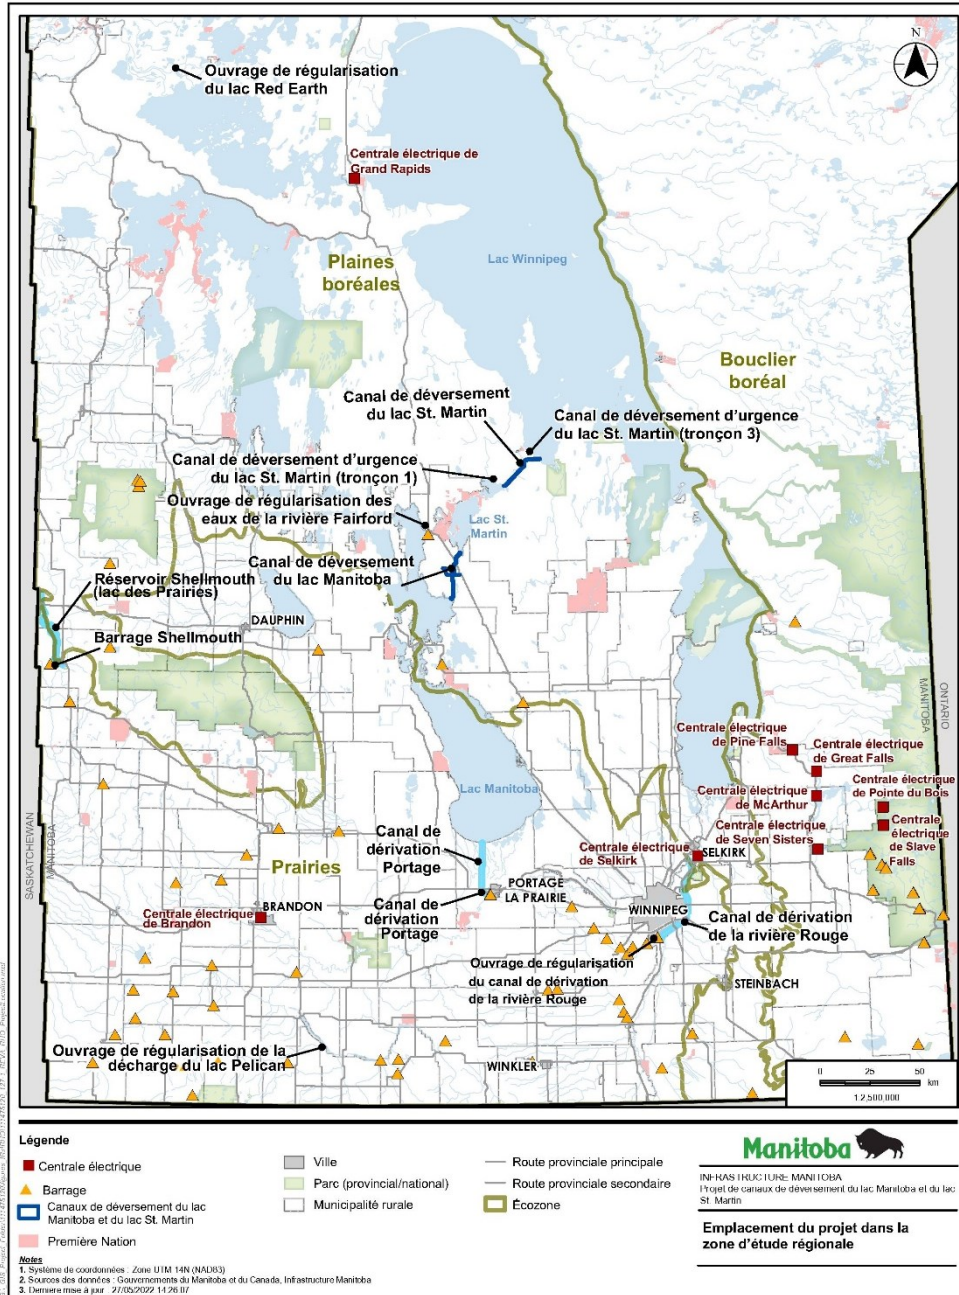 N
Ouvrage de régularisation
du lac Red Earth
Centrale électrique de
Grand Rapids
Lac Winnipeg
Plaines
boréales
Bouclier
boréal
Canal de déversement
du lac St. Martin
Canal de déversement d'urgence
du lac St. Martin (tronçon 3)
Canal de déversement d'urgence
du lac St. Martin (tronçon 1)
Ouvrage de régularisation des
eaux de la rivière Fairford
Lac St.
Martin
Canal de déversement
du lac Manitoba
Réservoir Shellmouth
(lac des Prairies)
DAUPHIN
Barrage Shellmouth
ONTARIO
MANITOBA
Centrale électrique
de Pine Falls
Centrale électrique
de Great Falls
Centrale électrique
de Pointe du Bois
Centrale électrique
de McArthur
Lac Manitoba
Centrale électrique
de Seven Sisters
Centrale
électrique
de Slave
Falls
SASKATCHEWAN
MANITOBA
Canal de
dérivation
Portage
Prairies
Centrale électrique
de Selkirk
SELKIRK
PORTAGE
LA PRAIRIE
Canal de
dérivation
Portage
BRANDON
Centrale électrique
de Brandon
WINNIPEG
Canal de dérivation
de la rivière Rouge
Ouvrage de régularisation
du canal de dérivation
de la rivière Rouge
STEINBACH
Ouvrage de régularisation de la
décharge du lac Pelican
WINKLER
0 25 50
km
1:2,500,000
Légende
Centrale électrique
Barrage
Canaux de déversement du lac
Manitoba et du lac St. Martin
Première Nation
Ville
Parc (provincial/national)
Municipalité rurale
Route provinciale principale
Route provinciale secondaire
Écozone
Manitoba
INFRASTRUCTURE MANITOBA
Projet de canaux de déversement du lac Manitoba et du lac
St. Martin
Emplacement du projet dans la
zone d'étude régionale
Notes
1. Système de coordonnées : Zone UTM 14N (NAD83)
2. Sources des données : Gouvernements du Manitoba et du Canada, Infrastructure Manitoba
3. Dernière mise à jour : 27/05/2022 14:26:07